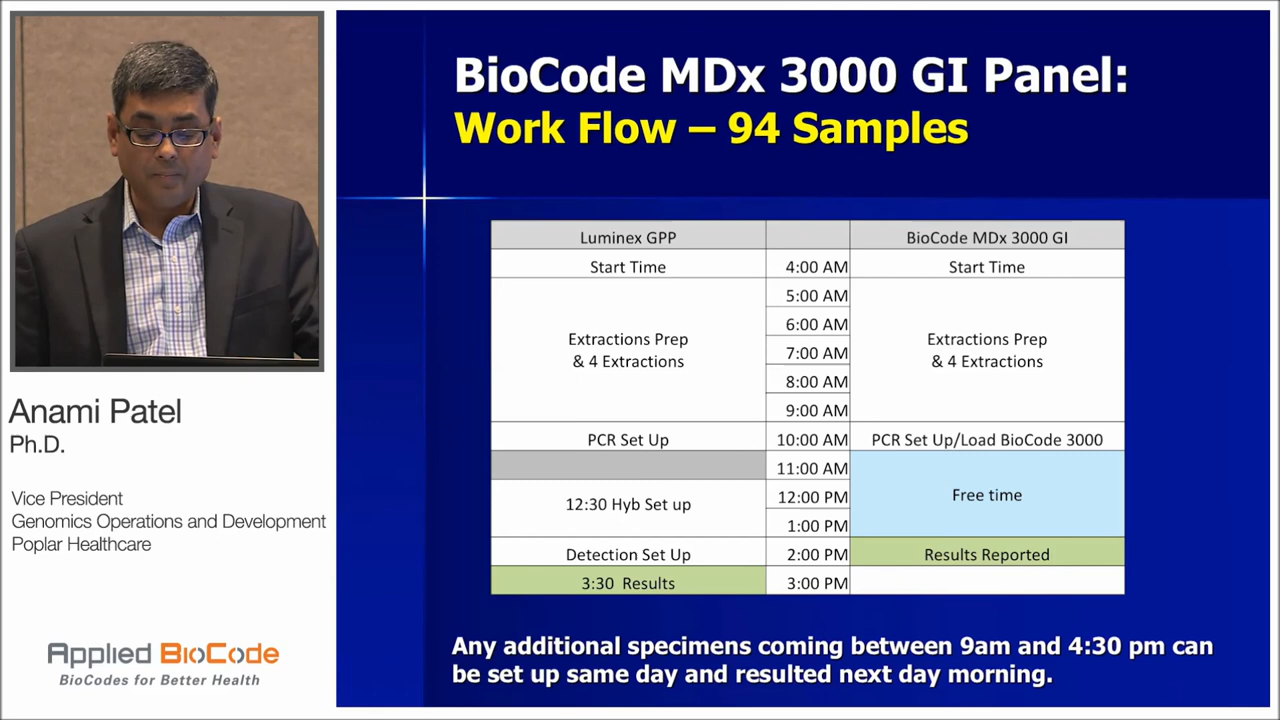 BioCode MDx 3000 GI Panel:
Work Flow – 94 Samples
Luminex GPP
BioCode MDx 3000 GI
Start Time
4:00 AM
Start Time
Extractions Prep
& 4 Extractions
5:00 AM
6:00 AM
7:00 AM
8:00 AM
9:00 AM
Extractions Prep
& 4 Extractions
PCR Set Up
10:00 AM
PCR Set Up/Load BioCode 3000
11:00 AM
12:30 Hyb Set up
12:00 PM
1:00 PM
Free time
Detection Set Up
2:00 PM
Results Reported
3:30 Results
3:00 PM
Any additional specimens coming between 9am and 4:30 pm can
be set up same day and resulted next day morning.
Anami Patel
Ph.D.
Vice President
Genomics Operations and Development
Poplar Healthcare
Applied BioCode
BioCodes for Better Health